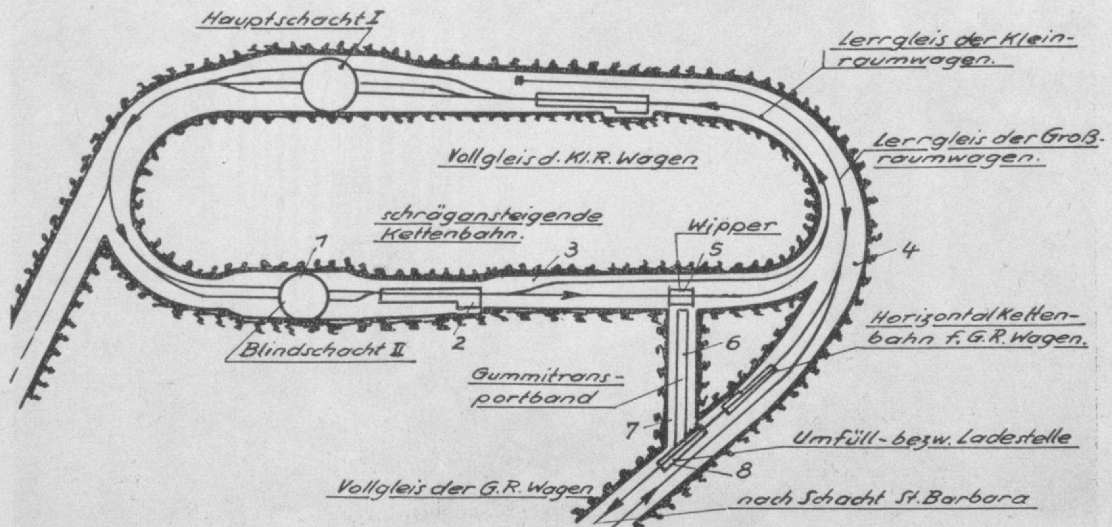 Hauptschacht I
Lerrgleis der Klein-
raumwagen.
Lerrgleis der Groß-
raumwagen.
Vollgleis d. Kl. R. Wagen
schrägansteigende
Kettenbahn.
Wipper
1
3
5
4
2
Blindschacht II
6
Horizontal Ketten-
bahn f. G. R. Wagen.
Gummitrans-
portband
7
Umfüll- bezw. Ladestelle
8
Vollgleis der G. R. Wagen
nach Schacht St. Barbara